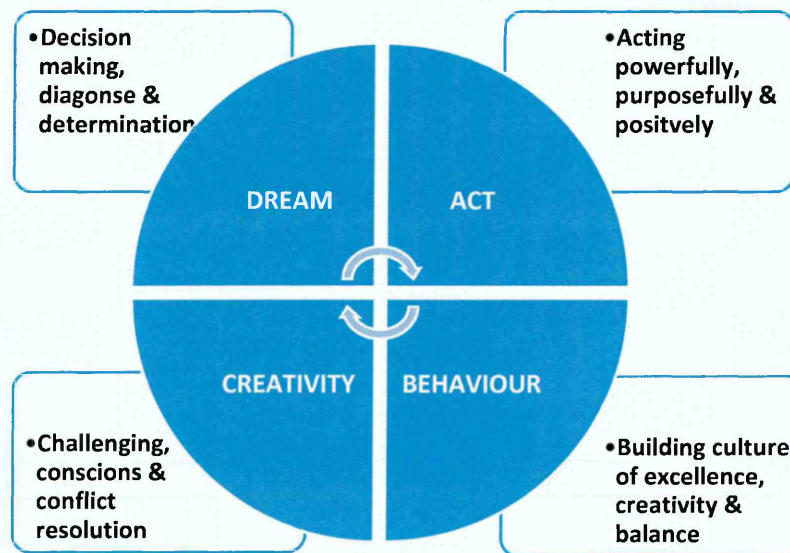 •Decision
making,
diagonse &
determination
•Acting
powerfully,
purposefully &
positvely
DREAM
ACT
CREATIVITY
BEHAVIOUR
•Challenging,
conscions &
conflict
resolution
•Building culture
of excellence,
creativity &
balance